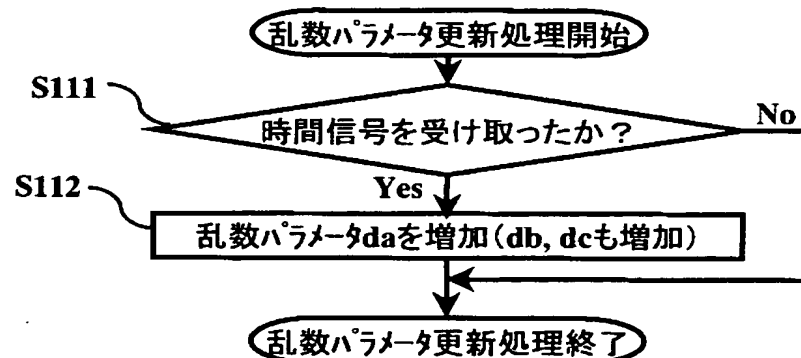 乱数パラメータ更新処理開始
S111
時間信号を受け取ったか？
No
Yes
S112
乱数パラメータdaを増加(db, dcも増加)
乱数パラメータ更新処理終了